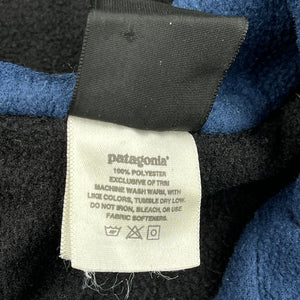 patagonia®
100% POLYESTER
EXCLUSIVE OF TRIM
MACHINE WASH WARM, WITH
LIKE COLORS, TUMBLE DRY LOW.
DO NOT IRON, BLEACH, OR USE
FABRIC SOFTENERS.